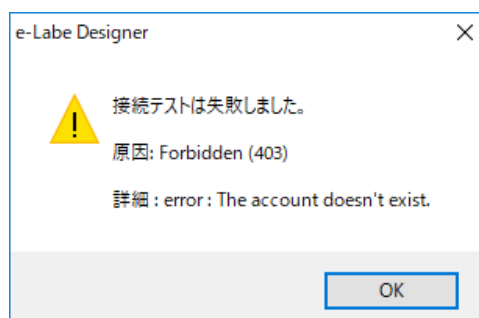 e-Labe Designer
接続テストは失敗しました。
原因: Forbidden (403)
詳細 : error : The account doesn't exist.
OK